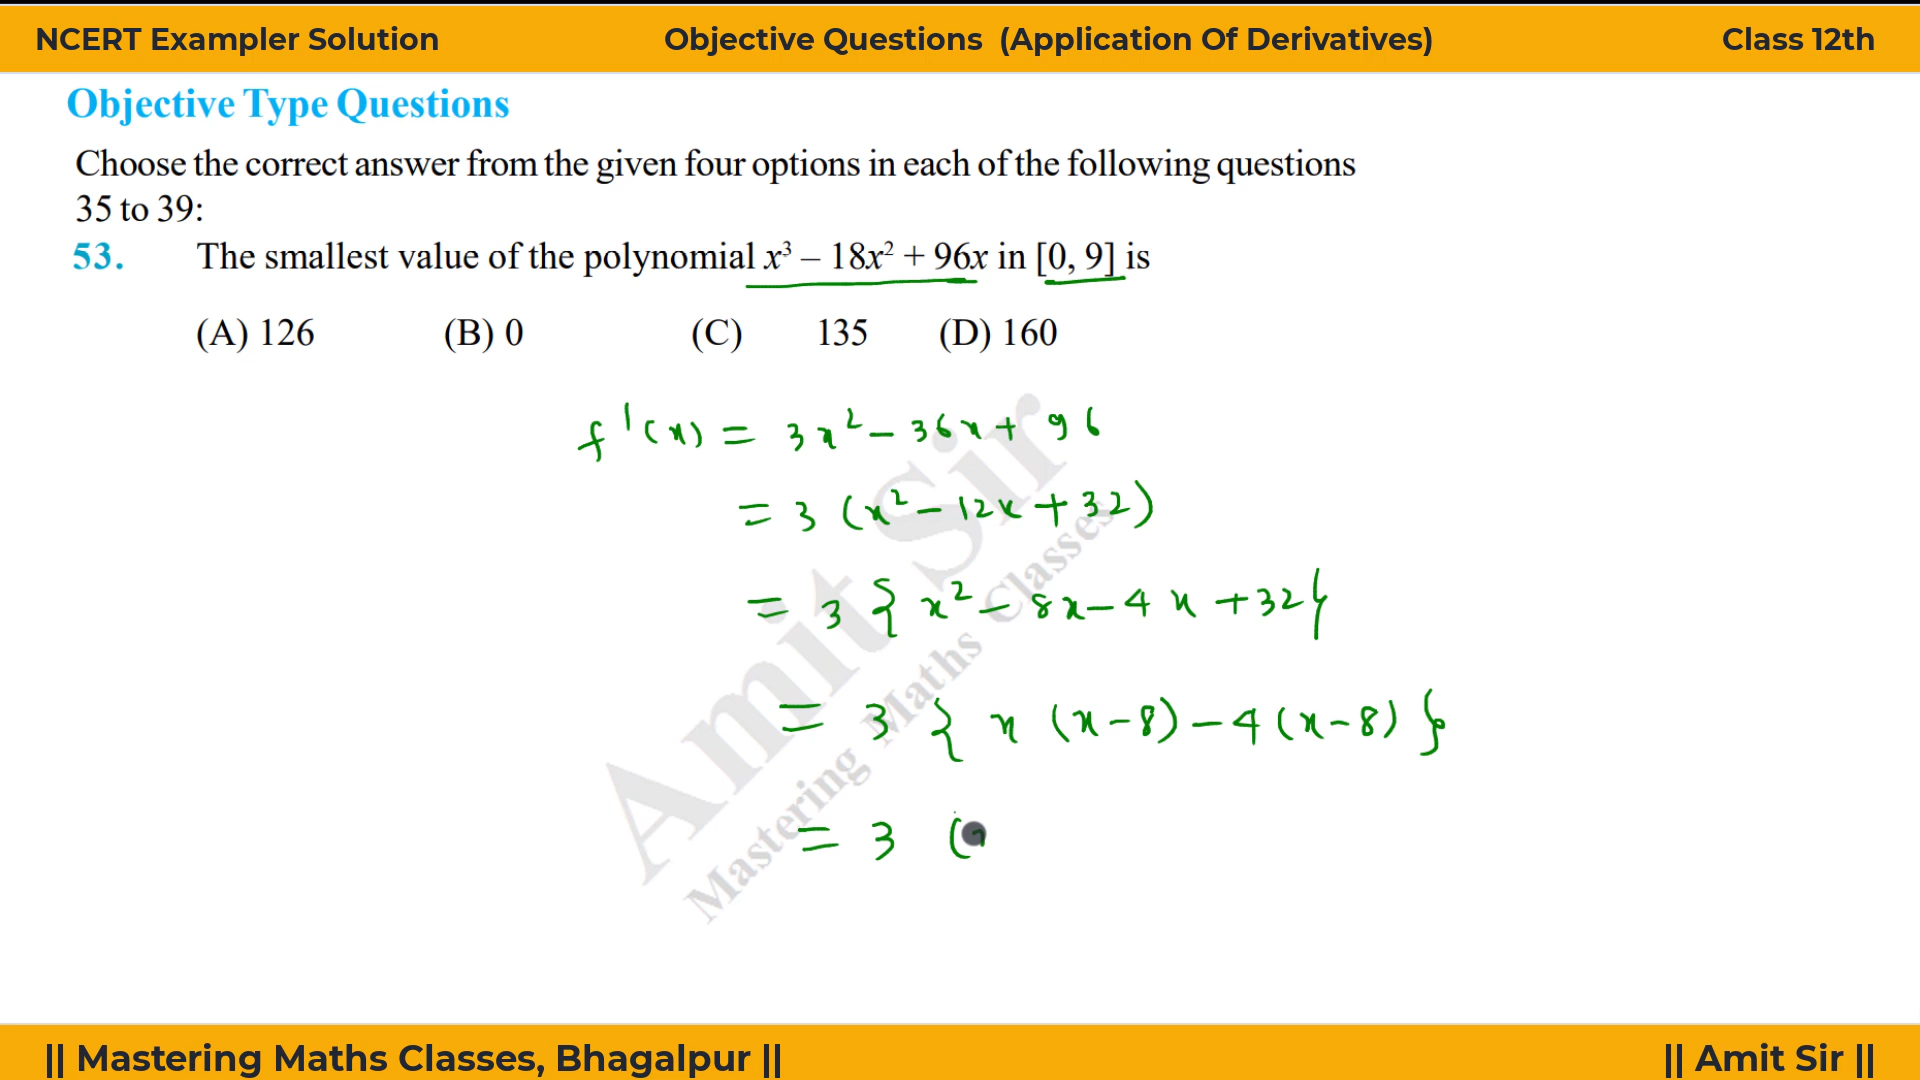 NCERT Exampler Solution Objective Questions (Application Of Derivatives) Class 12th
Objective Type Questions
Choose the correct answer from the given four options in each of the following questions
35 to 39:
53. The smallest value of the polynomial x³ – 18x² + 96x in [0, 9] is
(A) 126 (B) 0 (C) 135 (D) 160
f'(x) = 3x² - 36x + 96
= 3 (x² - 12x + 32)
= 3 { x² - 8x - 4x + 32 }
= 3 { x (x - 8) - 4 (x - 8) }
= 3 (
Amit Sir
Mastering Maths Classes
|| Mastering Maths Classes, Bhagalpur || || Amit Sir ||